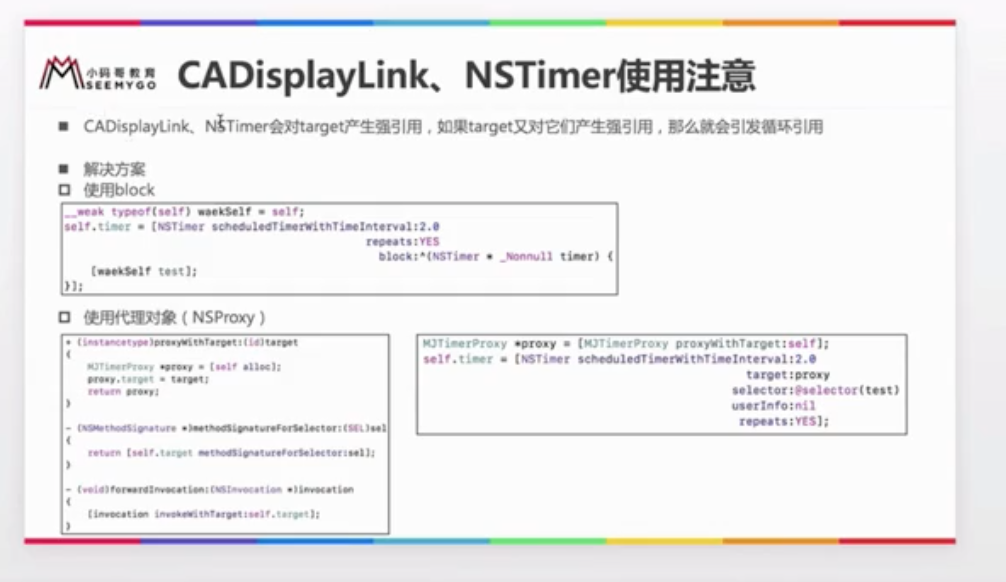 小码哥教育
SEEMYGO
CADisplayLink、NSTimer使用注意
CADisplayLink、NSTimer会对target产生强引用，如果target又对它们产生强引用，那么就会引发循环引用
解决方案
使用block
__weak typeof(self) waekSelf = self;
self.timer = [NSTimer scheduledTimerWithTimeInterval:2.0
repeats:YES
block:^(NSTimer * _Nonnull timer) {
[waekSelf test];
}];
使用代理对象（NSProxy）
+ (instancetype)proxyWithTarget:(id)target
{
MJTimerProxy *proxy = [self alloc];
proxy.target = target;
return proxy;
}
- (NSMethodSignature *)methodSignatureForSelector:(SEL)sel
{
return [self.target methodSignatureForSelector:sel];
}
- (void)forwardInvocation:(NSInvocation *)invocation
{
[invocation invokeWithTarget:self.target];
}
MJTimerProxy *proxy = [MJTimerProxy proxyWithTarget:self];
self.timer = [NSTimer scheduledTimerWithTimeInterval:2.0
target:proxy
selector:@selector(test)
userInfo:nil
repeats:YES];